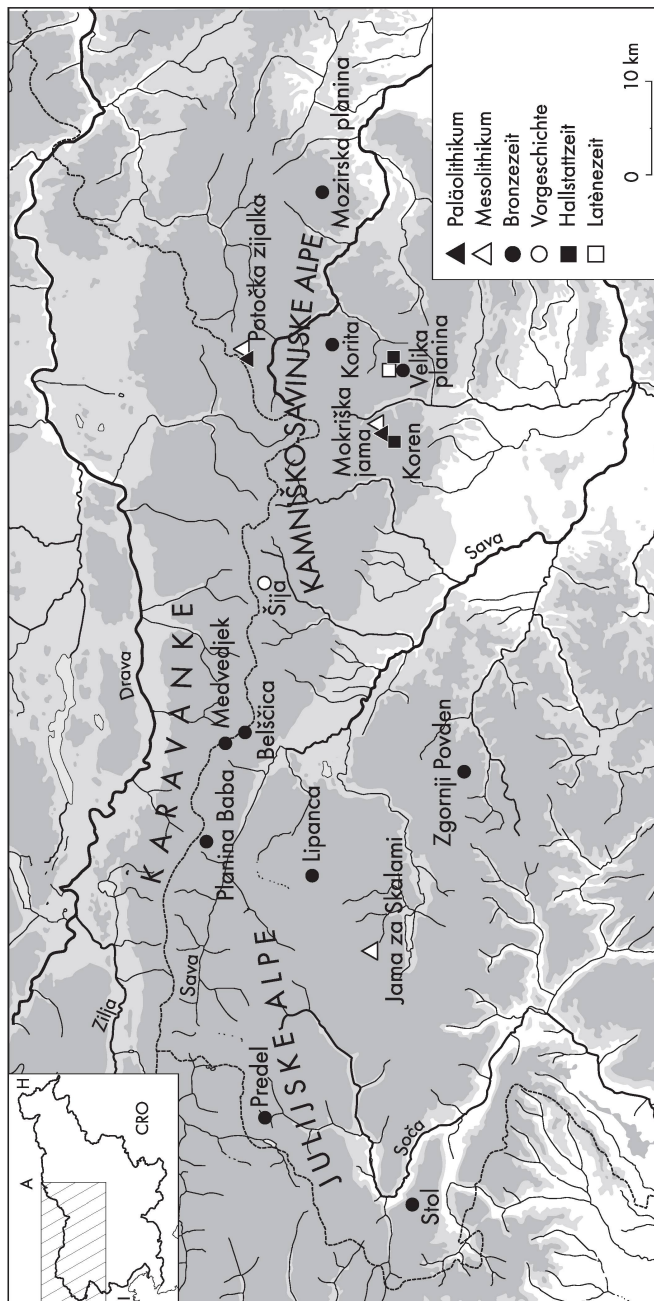 A
H
CRO
I
Zilja
Drava
KARAVANKE
Sava
Predel
JULIJSKE ALPE
Soča
Stol
Planina Baba
Medvedjek
Belščica
Lipanca
Jama za Skalami
Zgornji Povden
Šija
Sava
KAMNIŠKO-SAVINJSKE ALPE
Potočka zijalka
Mokriška
jama
Koren
Korita
Velika
planina
Mozirska planina
Paläolithikum
Mesolithikum
Bronzezeit
Vorgeschichte
Hallstattzeit
Latènezeit
0 10 km